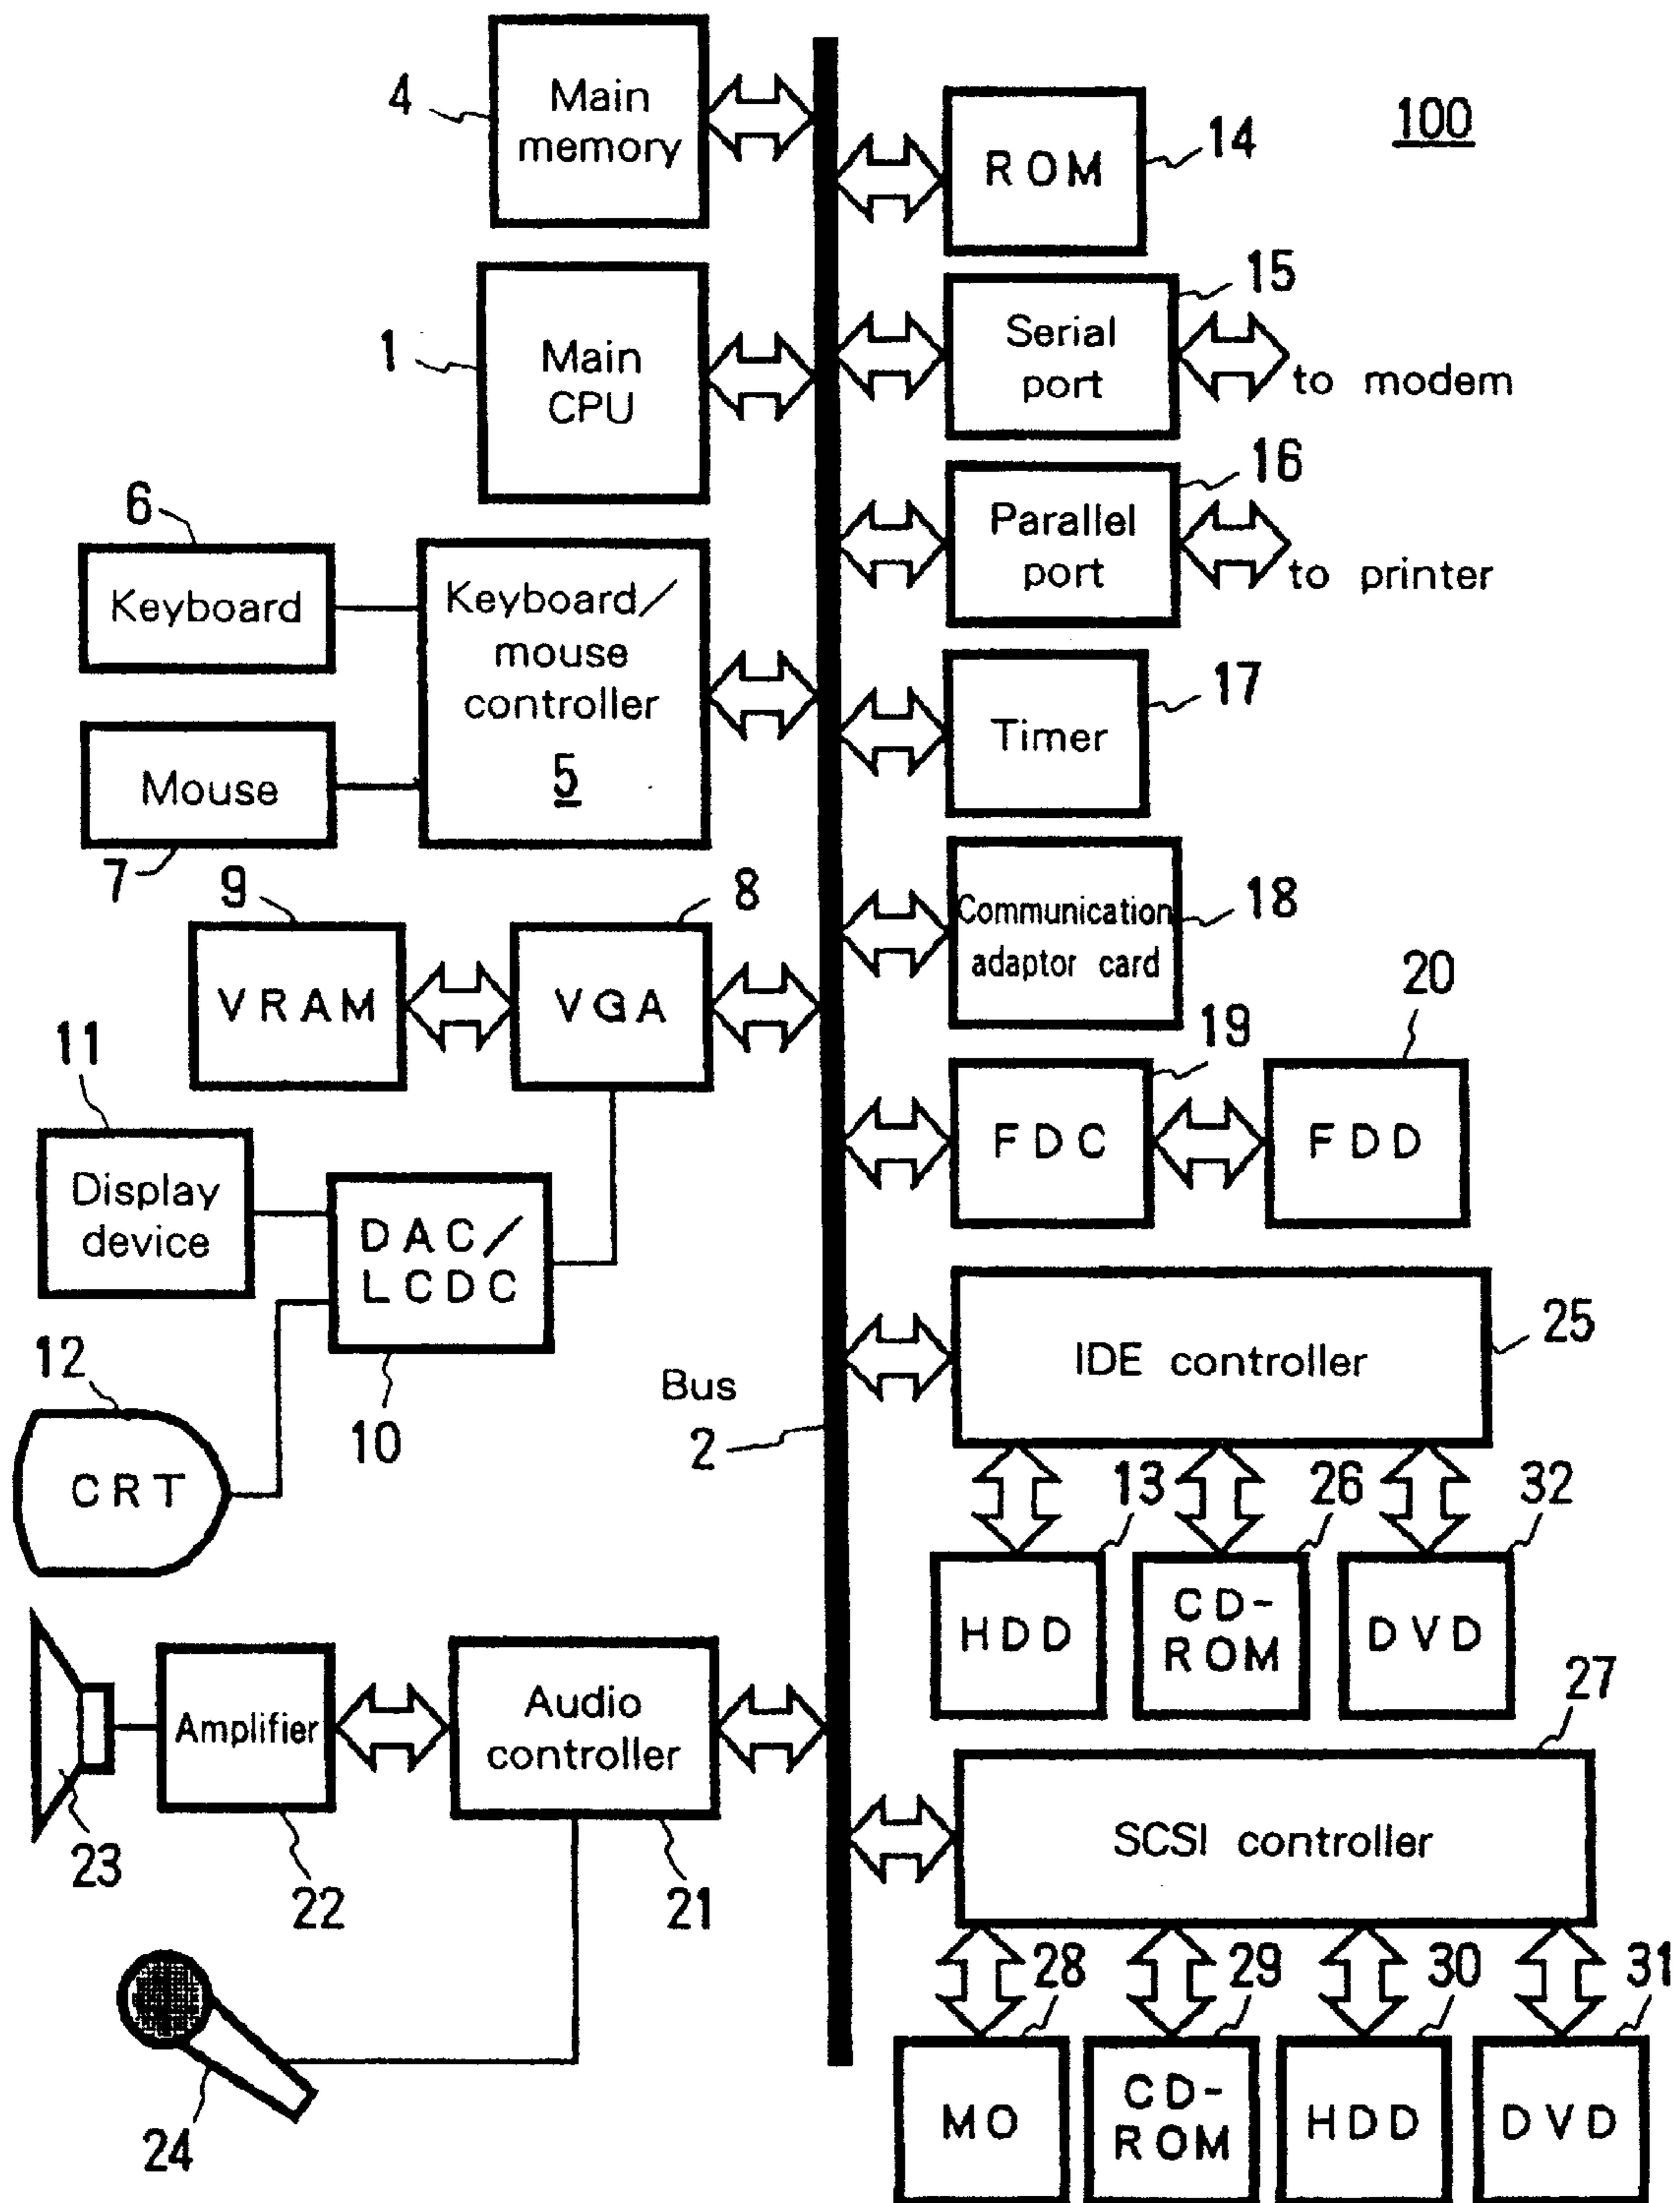 100
4
Main
memory
1
Main
CPU
6
Keyboard
Keyboard/
mouse
controller
5
Mouse
7
9
VRAM
8
VGA
11
Display
device
DAC/
LCDC
10
12
CRT
Bus
2
Amplifier
22
23
Audio
controller
21
24
ROM
14
15
Serial
port
to modem
16
Parallel
port
to printer
17
Timer
Communication
adaptor card
18
19
FDC
20
FDD
IDE controller
25
13
HDD
26
CD-
ROM
32
DVD
27
SCSI controller
28
MO
29
CD-
ROM
30
HDD
31
DVD